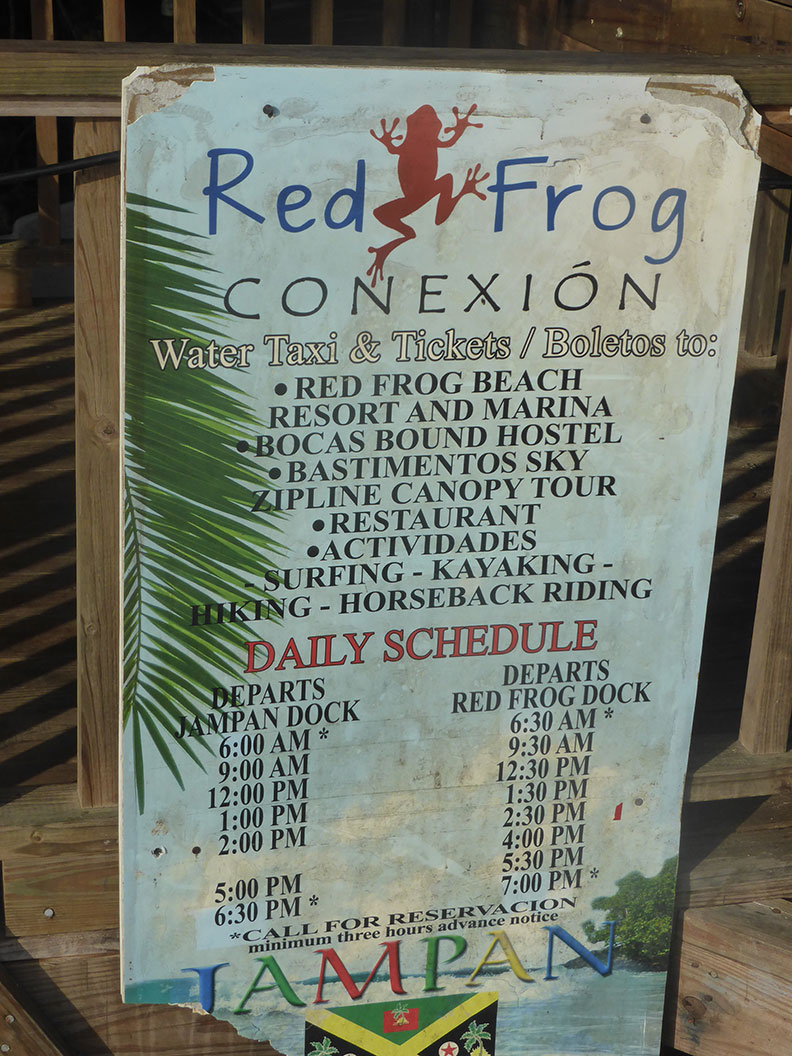 Red Frog
CONEXIÓN
Water Taxi & Tickets / Boletos to:
•RED FROG BEACH
RESORT AND MARINA
•BOCAS BOUND HOSTEL
•BASTIMENTOS SKY
ZIPLINE CANOPY TOUR
•RESTAURANT
•ACTIVIDADES
- SURFING - KAYAKING -
HIKING - HORSEBACK RIDING
DAILY SCHEDULE
DEPARTS
JAMPAN DOCK
6:00 AM *
9:00 AM
12:00 PM
1:00 PM
2:00 PM
5:00 PM
6:30 PM *
DEPARTS
RED FROG DOCK
6:30 AM *
9:30 AM
12:30 PM
1:30 PM
2:30 PM
4:00 PM
5:30 PM
7:00 PM *
*CALL FOR RESERVACION
minimum three hours advance notice
JAMPAN